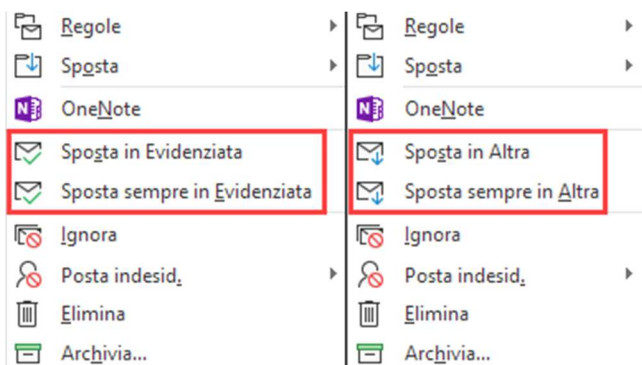 Regole
Sposta
OneNote
Sposta in Evidenziata
Sposta sempre in Evidenziata
Ignora
Posta indesid.
Elimina
Archivia...
Regole
Sposta
OneNote
Sposta in Altra
Sposta sempre in Altra
Ignora
Posta indesid.
Elimina
Archivia...